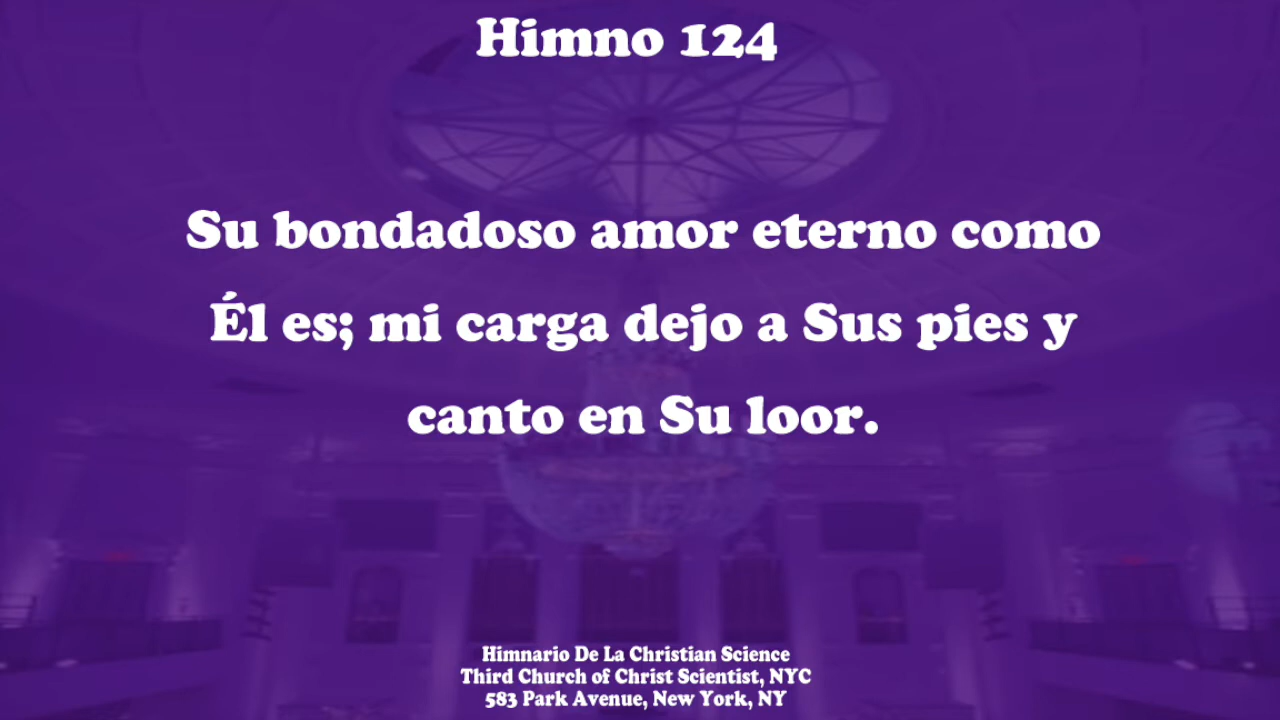 Himno 124
Su bondadoso amor eterno como
Él es; mi carga dejo a Sus pies y
canto en Su loor.
Himnario De La Christian Science
Third Church of Christ Scientist, NYC
583 Park Avenue, New York, NY